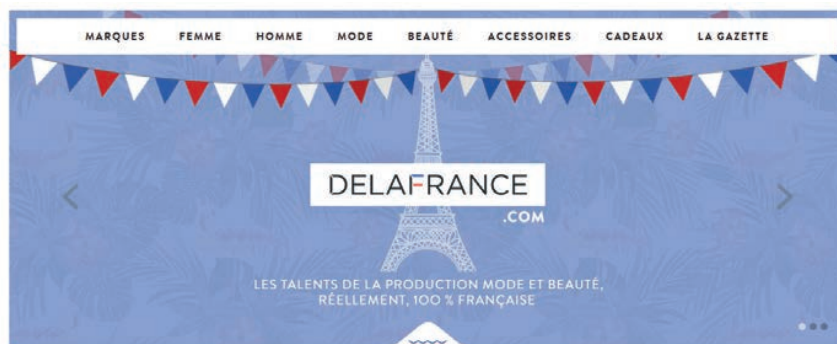 MARQUES FEMME HOMME MODE BEAUTÉ ACCESSOIRES CADEAUX LA GAZETTE
DELAFRANCE
.COM
LES TALENTS DE LA PRODUCTION MODE ET BEAUTÉ,
RÉELLEMENT, 100 % FRANÇAISE